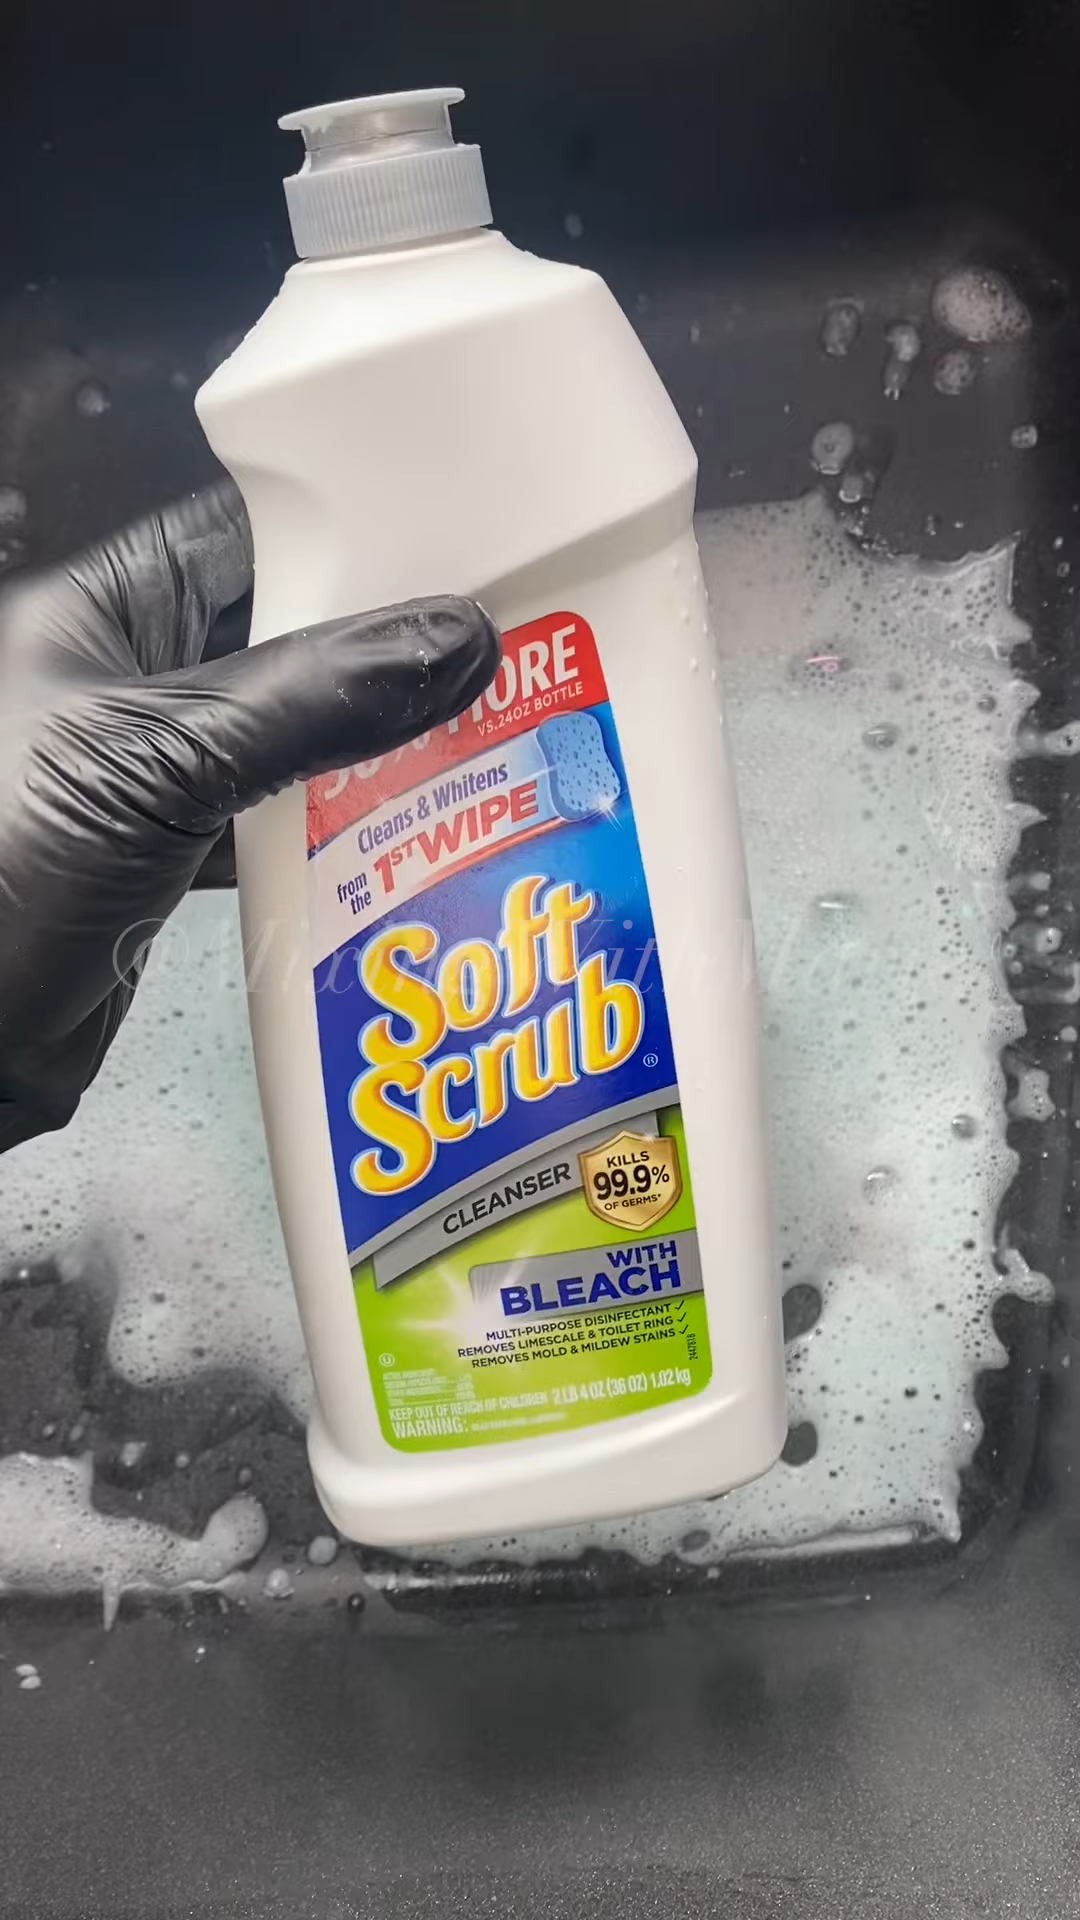 MORE
VS.24OZ BOTTLE
Cleans & Whitens
from the 1ST WIPE
Soft
Scrub®
CLEANSER
KILLS
99.9%
OF GERMS*
WITH
BLEACH
MULTI-PURPOSE DISINFECTANT ✓
REMOVES LIMESCALE & TOILET RING ✓
REMOVES MOLD & MILDEW STAINS ✓
U
KEEP OUT OF REACH OF CHILDREN 2 LB 4 OZ (36 OZ) 1.02 kg
WARNING:
©Mixing With M